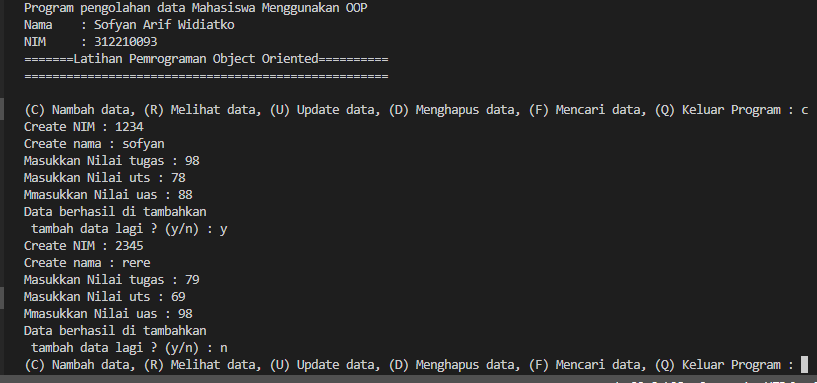 Program pengolahan data Mahasiswa Menggunakan OOP
Nama    : Sofyan Arif Widiatko
NIM     : 312210093
=======Latihan Pemrograman Object Oriented==========
====================================================
(C) Nambah data, (R) Melihat data, (U) Update data, (D) Menghapus data, (F) Mencari data, (Q) Keluar Program : c
Create NIM : 1234
Create nama : sofyan
Masukkan Nilai tugas : 98
Masukkan Nilai uts : 78
Mmasukkan Nilai uas : 88
Data berhasil di tambahkan
 tambah data lagi ? (y/n) : y
Create NIM : 2345
Create nama : rere
Masukkan Nilai tugas : 79
Masukkan Nilai uts : 69
Mmasukkan Nilai uas : 98
Data berhasil di tambahkan
 tambah data lagi ? (y/n) : n
(C) Nambah data, (R) Melihat data, (U) Update data, (D) Menghapus data, (F) Mencari data, (Q) Keluar Program :